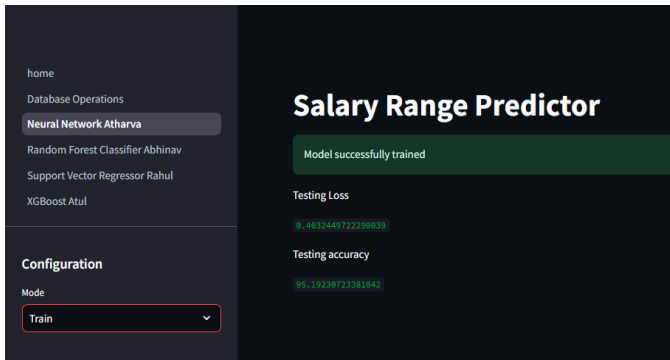 home
Database Operations
Neural Network Atharva
Random Forest Classifier Abhinav
Support Vector Regressor Rahul
XGBoost Atul
Configuration
Mode
Train
Salary Range Predictor
Model successfully trained
Testing Loss
0.4032449722290039
Testing accuracy
95.19230723381042